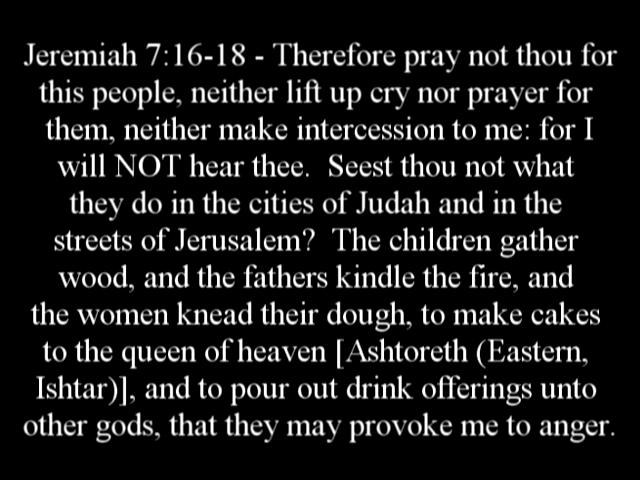 Jeremiah 7:16-18 - Therefore pray not thou for
this people, neither lift up cry nor prayer for
them, neither make intercession to me: for I
will NOT hear thee.  Seest thou not what
they do in the cities of Judah and in the
streets of Jerusalem?  The children gather
wood, and the fathers kindle the fire, and
the women knead their dough, to make cakes
to the queen of heaven [Ashtoreth (Eastern,
Ishtar)], and to pour out drink offerings unto
other gods, that they may provoke me to anger.